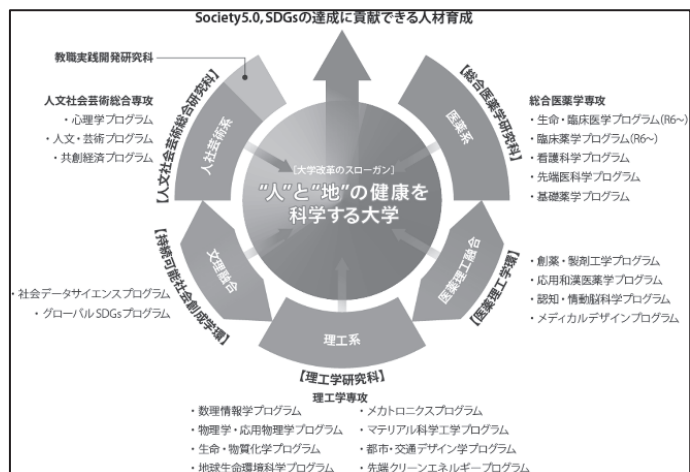 Society5.0, SDGsの達成に貢献できる人材育成
教職実践開発研究科
人文社会芸術総合専攻
・心理学プログラム
・人文・芸術プログラム
・共創経済プログラム
【人文社会芸術総合研究科】
人社芸術系
医薬系
【総合医薬学研究科】
総合医薬学専攻
・生命・臨床医学プログラム(R6～)
・臨床薬学プログラム(R6～)
・看護科学プログラム
・先端医科学プログラム
・基礎薬学プログラム
［大学改革のスローガン］
"人"と"地"の健康を
科学する大学
・社会データサイエンスプログラム
・グローバルSDGsプログラム
【持続可能社会創成学環】
文理融合
医薬理工融合
【医薬理工学環】
・創薬・製剤工学プログラム
・応用和漢医薬学プログラム
・認知・情動脳科学プログラム
・メディカルデザインプログラム
理工系
【理工学研究科】
理工学専攻
・数理情報学プログラム ・メカトロニクスプログラム
・物理学・応用物理学プログラム ・マテリアル科学工学プログラム
・生命・物質化学プログラム ・都市・交通デザイン学プログラム
・地球生命環境科学プログラム ・先端クリーンエネルギープログラム